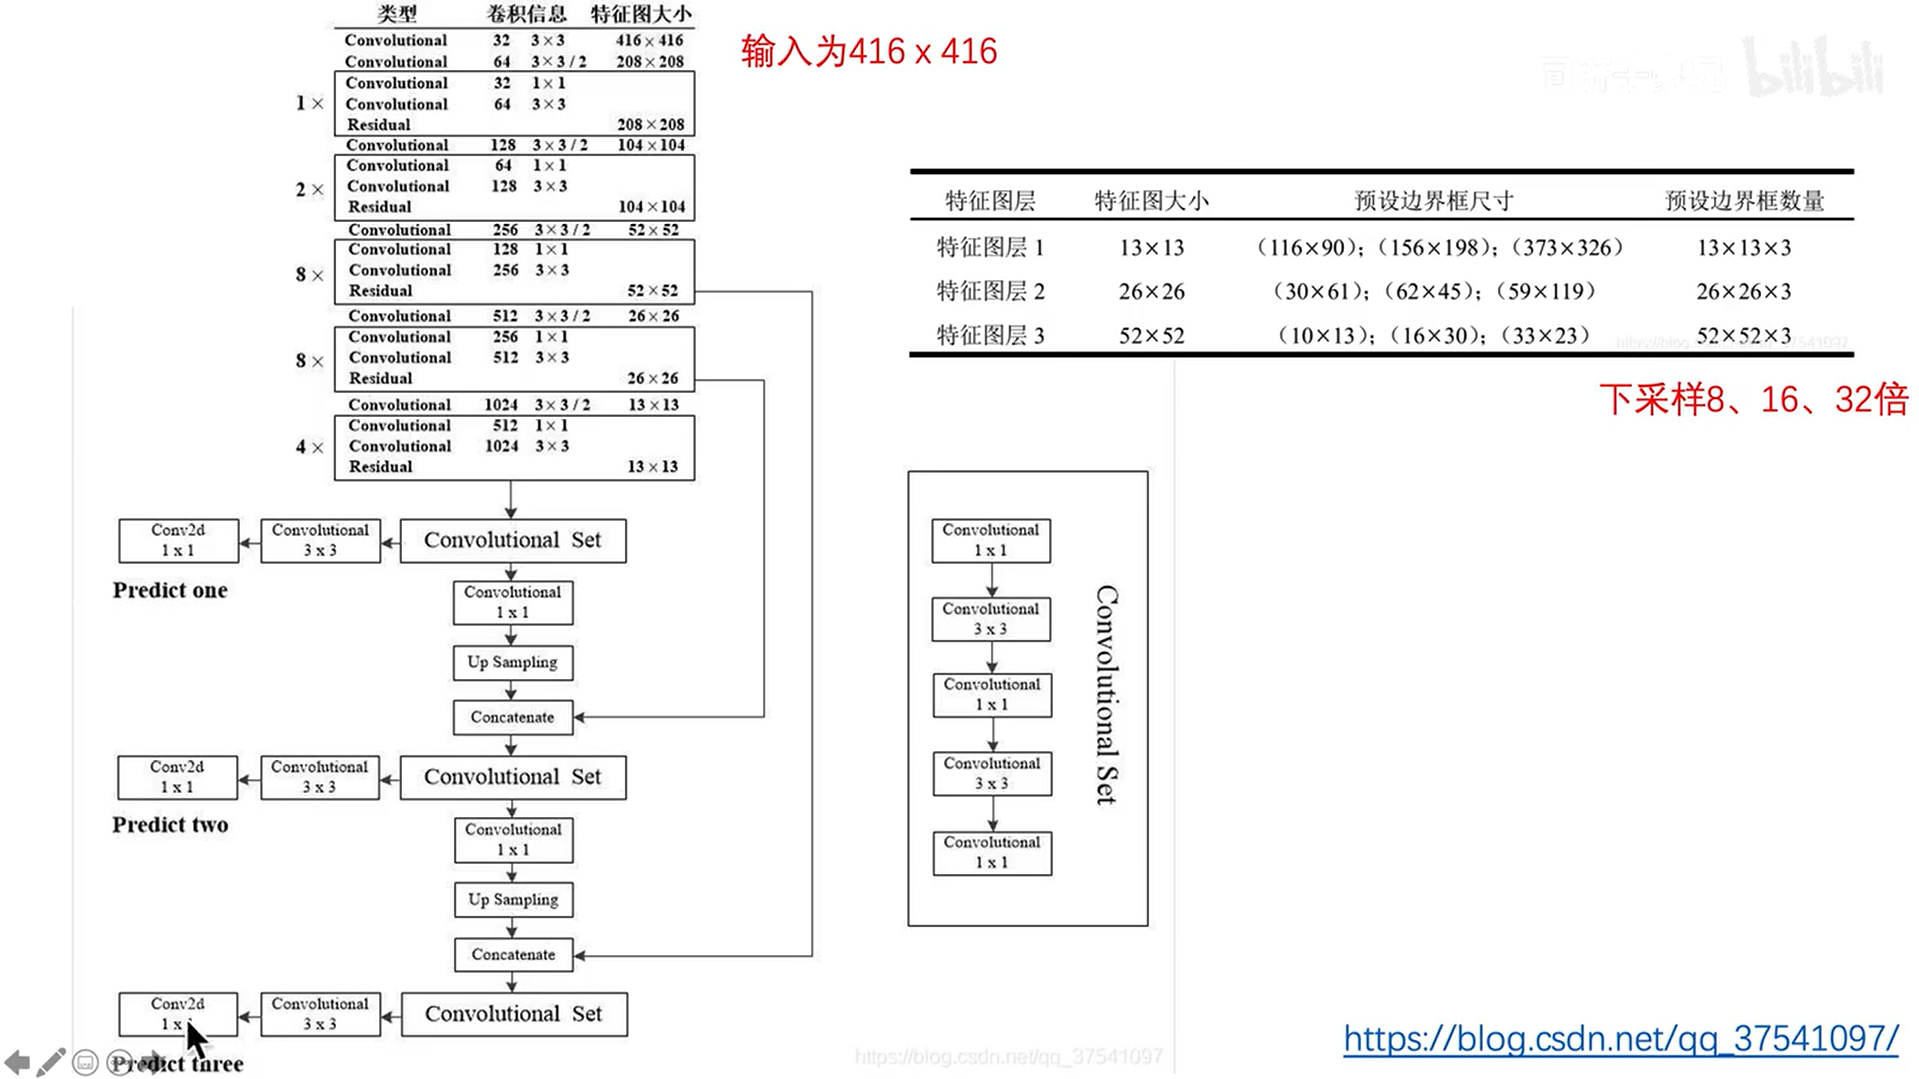 类型 卷积信息 特征图大小
Convolutional 32 3×3 416×416
Convolutional 64 3×3 / 2 208×208
1 ×
Convolutional 32 1×1
Convolutional 64 3×3
Residual 208×208
Convolutional 128 3×3 / 2 104×104
2 ×
Convolutional 64 1×1
Convolutional 128 3×3
Residual 104×104
Convolutional 256 3×3 / 2 52×52
8 ×
Convolutional 128 1×1
Convolutional 256 3×3
Residual 52×52
Convolutional 512 3×3 / 2 26×26
8 ×
Convolutional 256 1×1
Convolutional 512 3×3
Residual 26×26
Convolutional 1024 3×3 / 2 13×13
4 ×
Convolutional 512 1×1
Convolutional 1024 3×3
Residual 13×13
Conv2d
1 x 1
Convolutional
3 x 3
Convolutional Set
Predict one
Convolutional
1 x 1
Up Sampling
Concatenate
Conv2d
1 x 1
Convolutional
3 x 3
Convolutional Set
Predict two
Convolutional
1 x 1
Up Sampling
Concatenate
Conv2d
1 x
Convolutional
3 x 3
Convolutional Set
Predict three
输入为416 x 416
bilibili
特征图层 特征图大小 预设边界框尺寸 预设边界框数量
特征图层 1 13×13 (116×90); (156×198); (373×326) 13×13×3
特征图层 2 26×26 (30×61); (62×45); (59×119) 26×26×3
特征图层 3 52×52 (10×13); (16×30); (33×23) 52×52×3
下采样8、16、32倍
Convolutional
1 x 1
Convolutional
3 x 3
Convolutional
1 x 1
Convolutional
3 x 3
Convolutional
1 x 1
Convolutional Set
https://blog.csdn.net/qq_37541097
https://blog.csdn.net/qq_37541097/